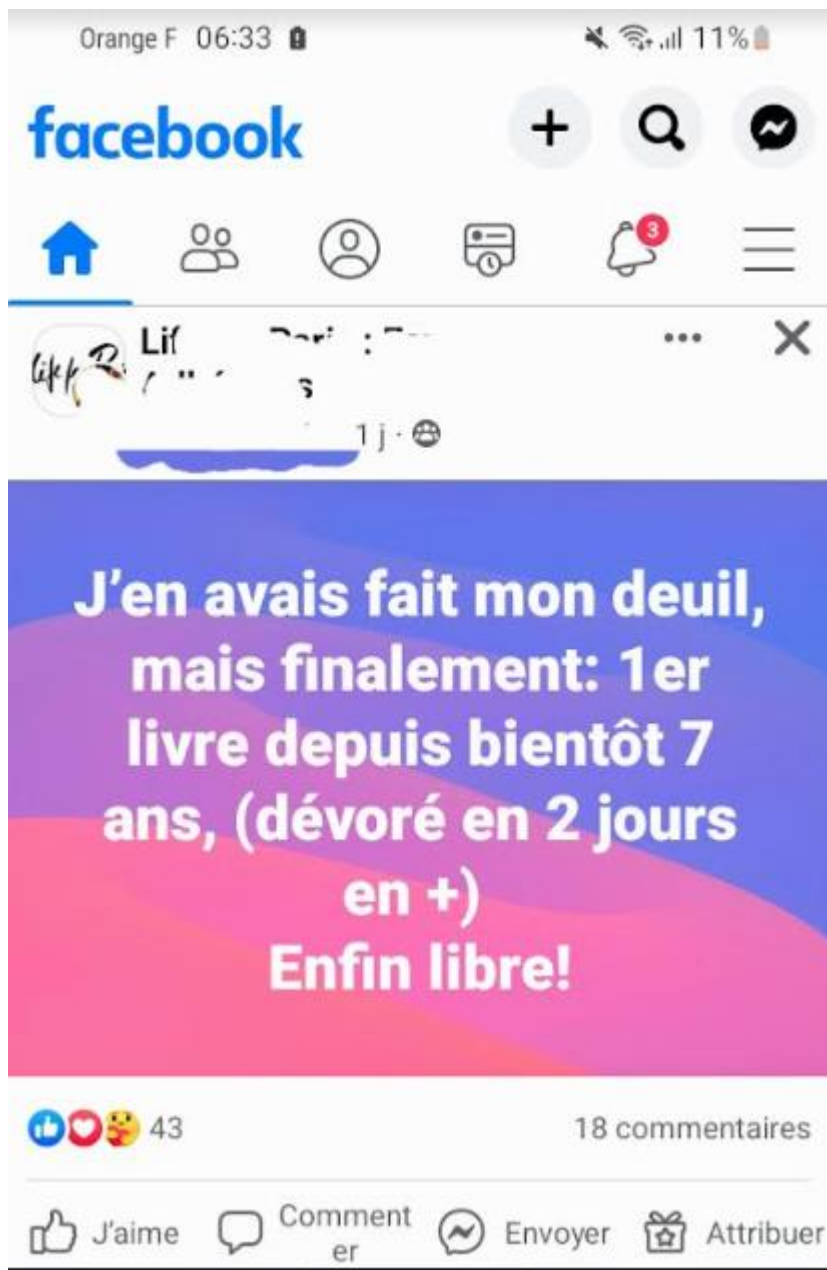 Orange F 06:33 11%
facebook
3
1 j ·
J'en avais fait mon deuil,
mais finalement: 1er
livre depuis bientôt 7
ans, (dévoré en 2 jours
en +)
Enfin libre!
43 18 commentaires
J'aime Comment
er Envoyer Attribuer